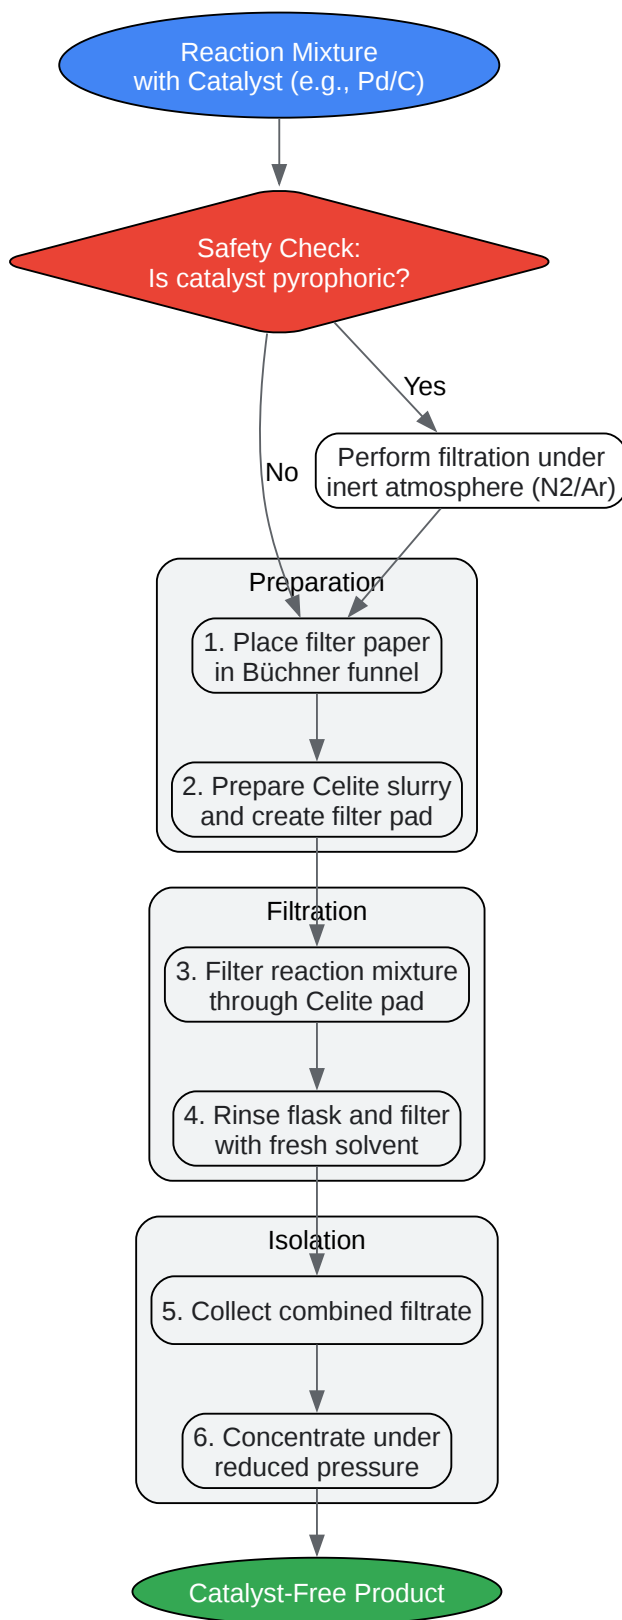 Reaction Mixture
with Catalyst (e.g., Pd/C)
Safety Check:
Is catalyst pyrophoric?
Yes
No
Perform filtration under
inert atmosphere (N2/Ar)
Preparation
1. Place filter paper
in Büchner funnel
2. Prepare Celite slurry
and create filter pad
Filtration
3. Filter reaction mixture
through Celite pad
4. Rinse flask and filter
with fresh solvent
Isolation
5. Collect combined filtrate
6. Concentrate under
reduced pressure
Catalyst-Free Product